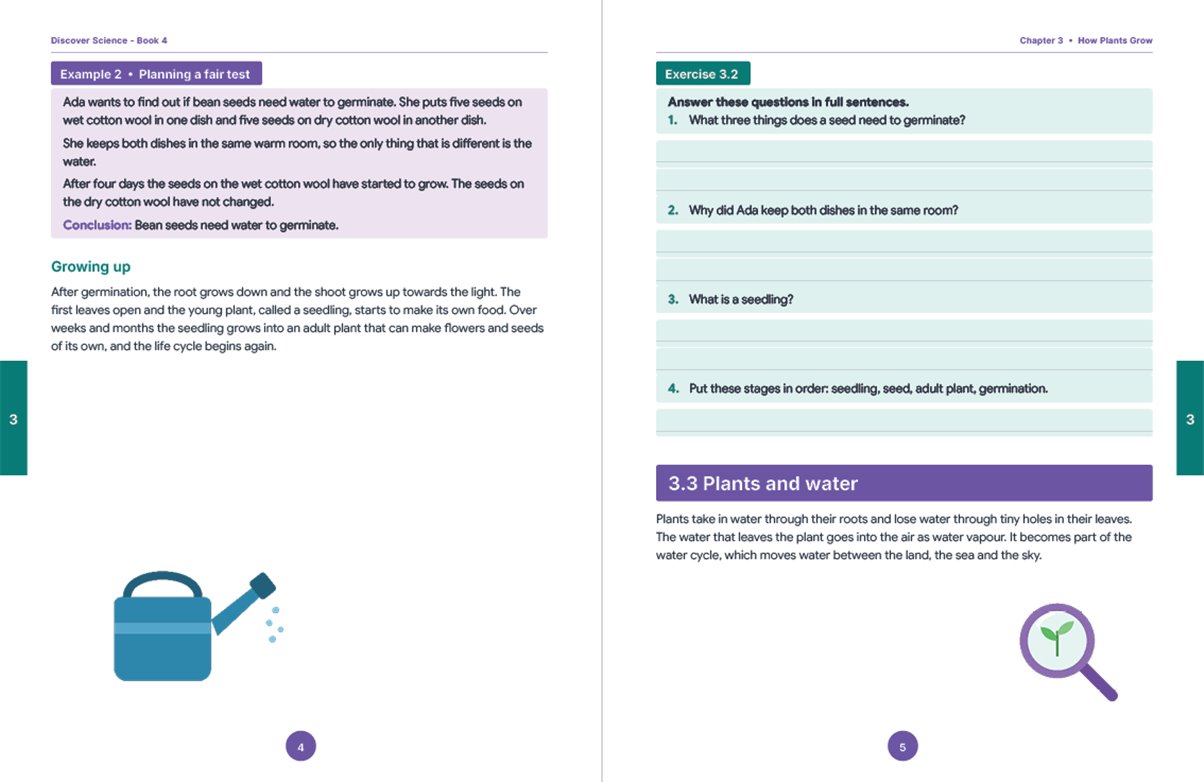 Discover Science - Book 4
Example 2 • Planning a fair test
Ada wants to find out if bean seeds need water to germinate. She puts five seeds on
wet cotton wool in one dish and five seeds on dry cotton wool in another dish.
She keeps both dishes in the same warm room, so the only thing that is different is the
water.
After four days the seeds on the wet cotton wool have started to grow. The seeds on
the dry cotton wool have not changed.
Conclusion: Bean seeds need water to germinate.
Growing up
After germination, the root grows down and the shoot grows up towards the light. The
first leaves open and the young plant, called a seedling, starts to make its own food. Over
weeks and months the seedling grows into an adult plant that can make flowers and seeds
of its own, and the life cycle begins again.
3
4
Chapter 3 • How Plants Grow
Exercise 3.2
Answer these questions in full sentences.
1. What three things does a seed need to germinate?
2. Why did Ada keep both dishes in the same room?
3. What is a seedling?
4. Put these stages in order: seedling, seed, adult plant, germination.
3
3.3 Plants and water
Plants take in water through their roots and lose water through tiny holes in their leaves.
The water that leaves the plant goes into the air as water vapour. It becomes part of the
water cycle, which moves water between the land, the sea and the sky.
5